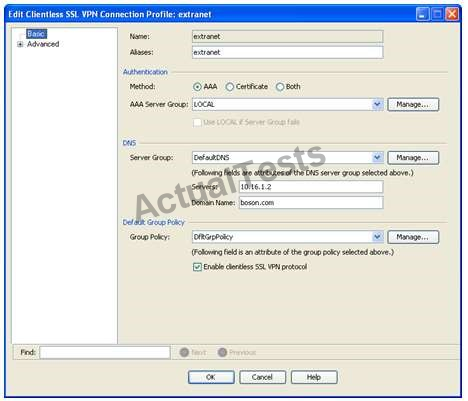 Edit Clientless SSL VPN Connection Profile: extranet
Basic
Advanced
Name: extranet
Aliases: extranet
Authentication
Method: AAA Certificate Both
AAA Server Group: LOCAL Manage...
Use LOCAL if Server Group fails
DNS
Server Group: DefaultDNS Manage...
(Following fields are attributes of the DNS server group selected above.)
Servers: 10.16.1.2
Domain Name: boson.com
Default Group Policy
Group Policy: DfltGrpPolicy Manage...
(Following field is an attribute of the group policy selected above.)
Enable clientless SSL VPN protocol
ActualTests
Find: Next Previous
OK Cancel Help